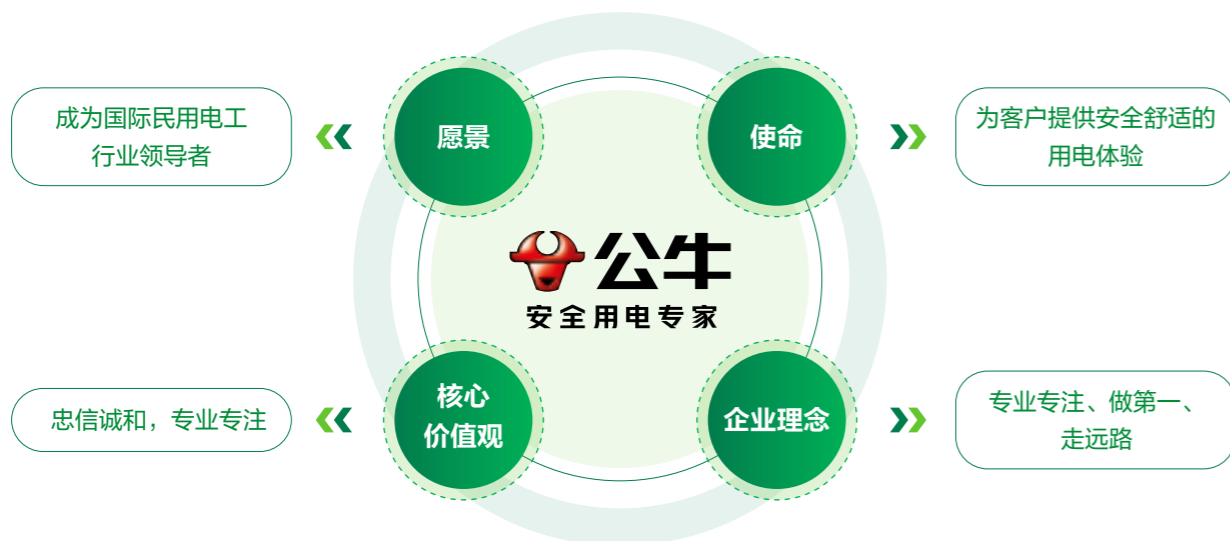 成为国际民用电工
行业领导者
愿景
使命
为客户提供安全舒适的
用电体验
公牛
安全用电专家
忠信诚和，专业专注
核心
价值观
企业理念
专业专注、做第一、
走远路